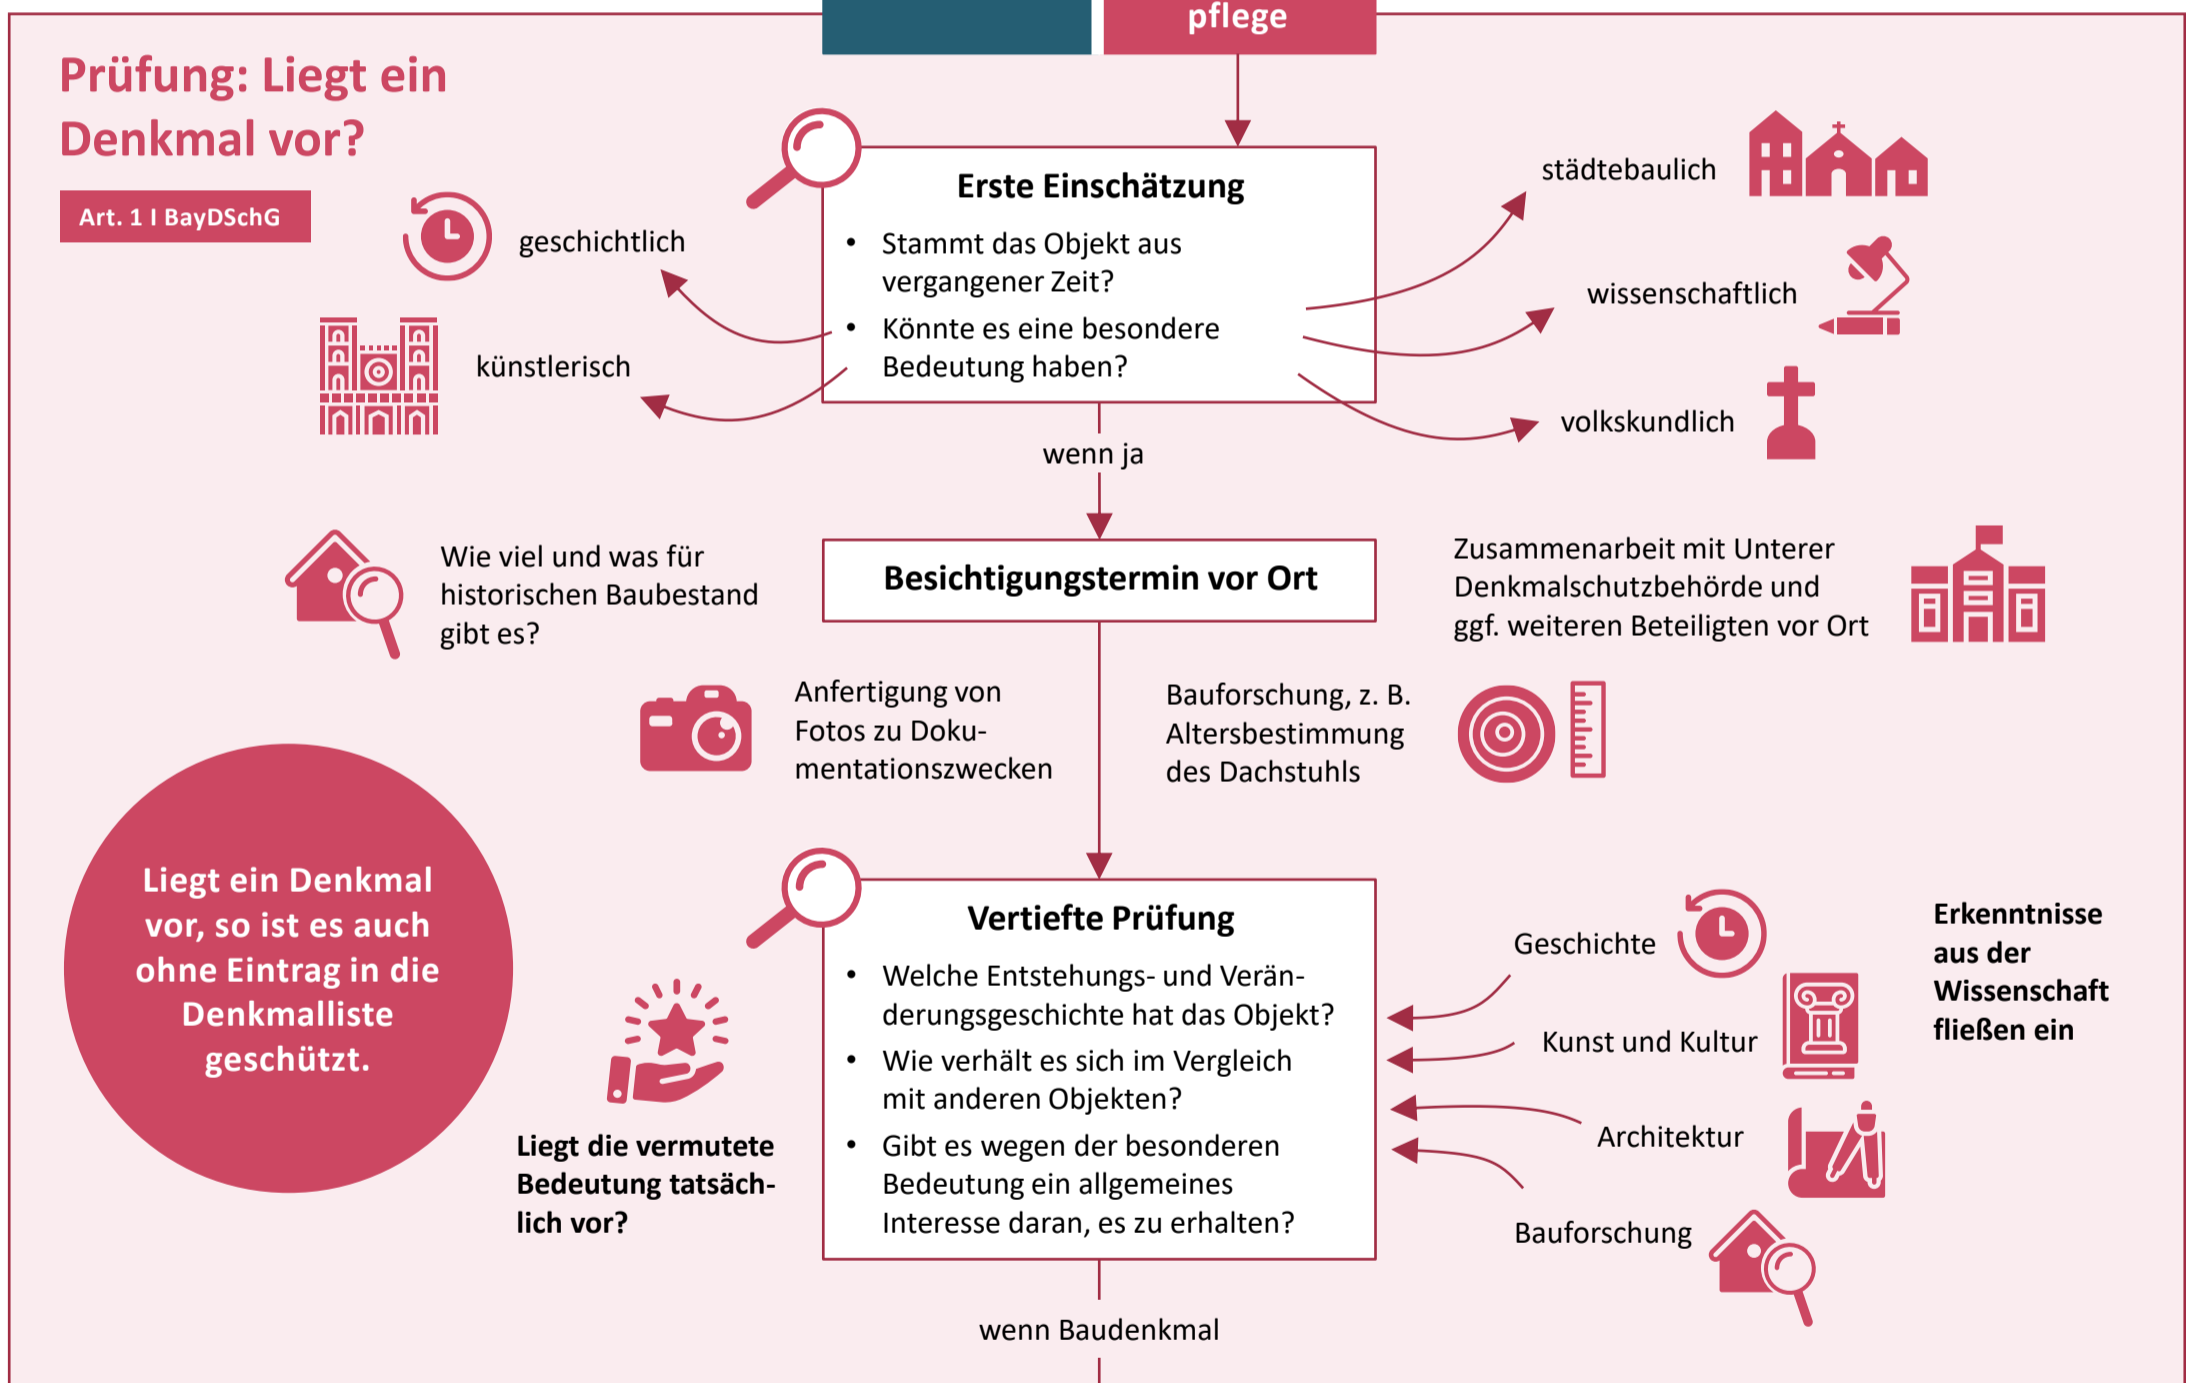 pflege
Prüfung: Liegt ein
Denkmal vor?
Art. 1 I BayDSchG
Erste Einschätzung
• Stammt das Objekt aus
vergangener Zeit?
• Könnte es eine besondere
Bedeutung haben?
geschichtlich
künstlerisch
städtebaulich
wissenschaftlich
volkskundlich
wenn ja
Besichtigungstermin vor Ort
Wie viel und was für
historischen Baubestand
gibt es?
Zusammenarbeit mit Unterer
Denkmalschutzbehörde und
ggf. weiteren Beteiligten vor Ort
Anfertigung von
Fotos zu Doku-
mentationszwecken
Bauforschung, z. B.
Altersbestimmung
des Dachstuhls
Liegt ein Denkmal
vor, so ist es auch
ohne Eintrag in die
Denkmalliste
geschützt.
Liegt die vermutete
Bedeutung tatsäch-
lich vor?
Vertiefte Prüfung
• Welche Entstehungs- und Verän-
derungsgeschichte hat das Objekt?
• Wie verhält es sich im Vergleich
mit anderen Objekten?
• Gibt es wegen der besonderen
Bedeutung ein allgemeines
Interesse daran, es zu erhalten?
Geschichte
Kunst und Kultur
Architektur
Bauforschung
Erkenntnisse
aus der
Wissenschaft
fließen ein
wenn Baudenkmal